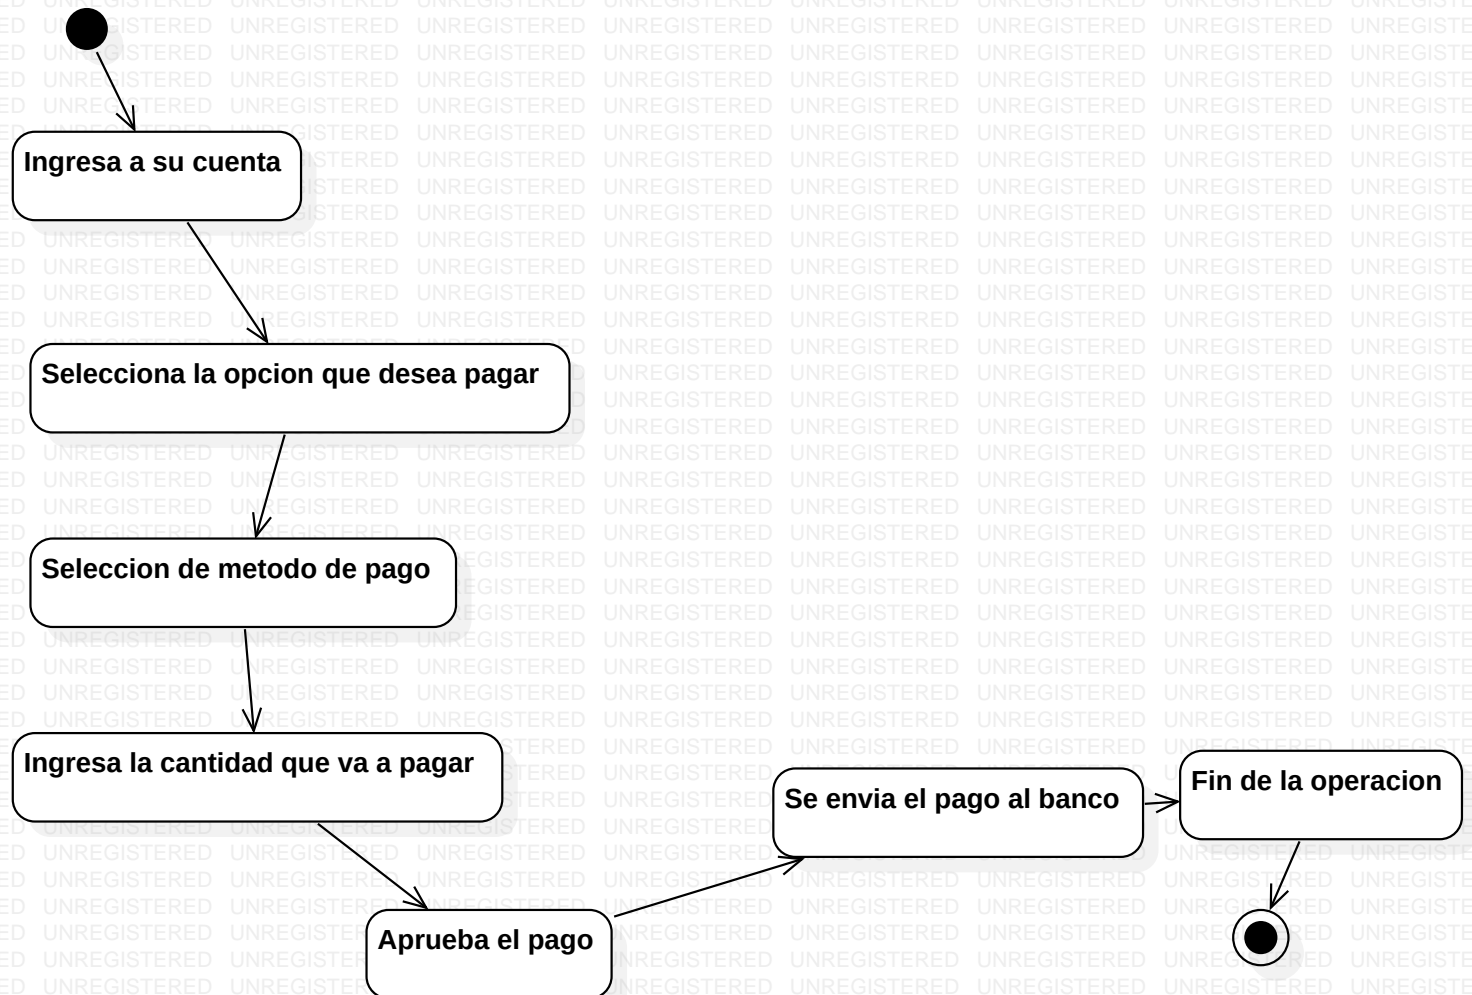 Ingresa a su cuenta
Selecciona la opcion que desea pagar
Seleccion de metodo de pago
Ingresa la cantidad que va a pagar
Aprueba el pago
Se envia el pago al banco
Fin de la operacion
UNREGISTERED